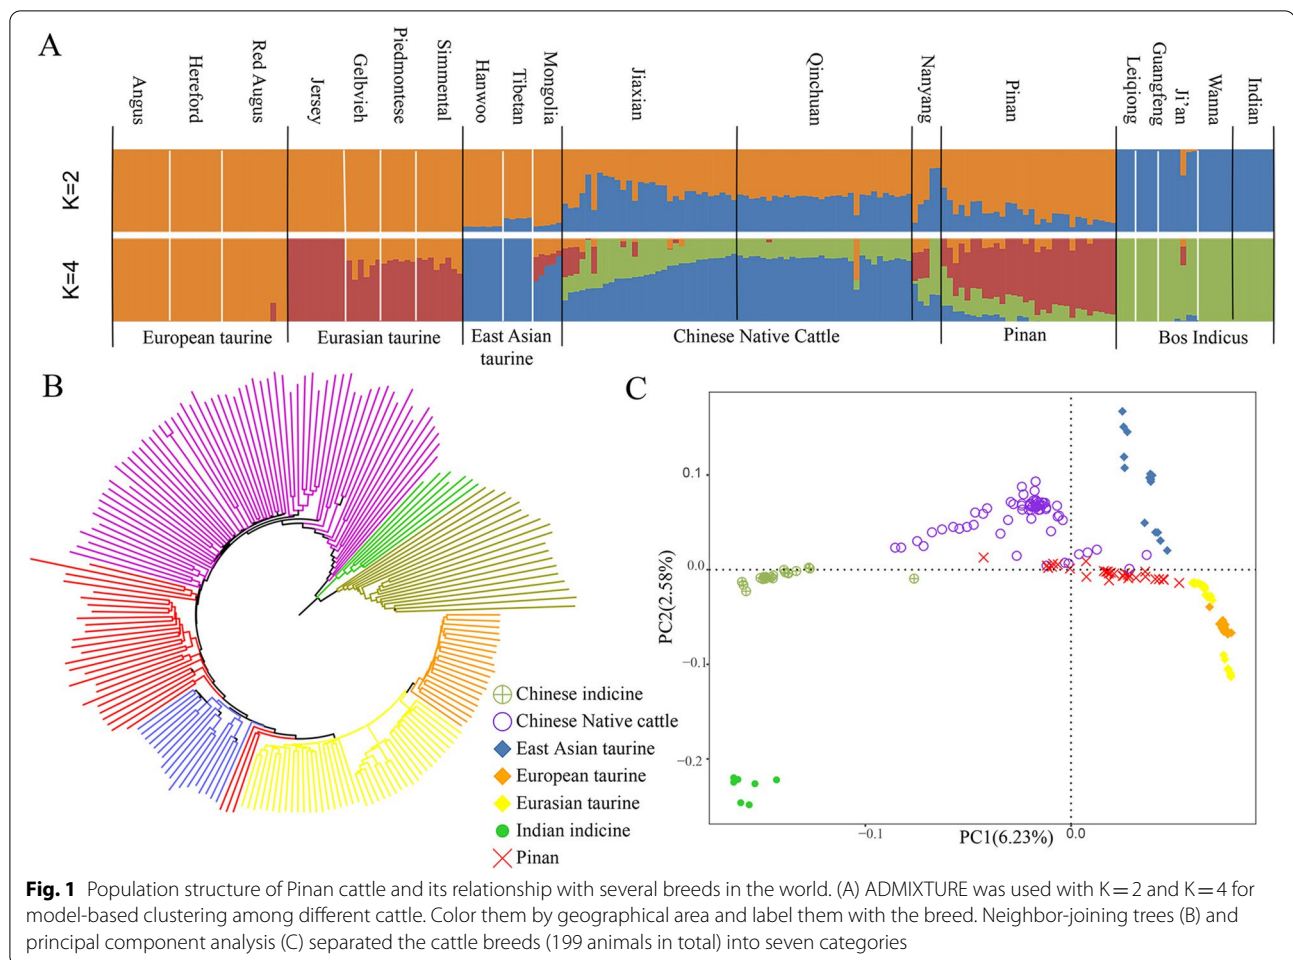 A
Angus
Hereford
Red Augus
Jersey
Gelbvieh
Piedmontese
Simmental
Hanwoo
Tibetan
Mongolia
Jiaxian
Qinchuan
Nanyang
Pinan
Leiqiong
Guangfeng
Ji'an
Wanna
Indian
K=2
K=4
European taurine
Eurasian taurine
East Asian
taurine
Chinese Native Cattle
Pinan
Bos Indicus
B
C
PC2(2.58%)
0.1
0.0
−0.1
−0.2
−0.1
0.0
PC1(6.23%)
Chinese indicine
Chinese Native cattle
East Asian taurine
European taurine
Eurasian taurine
Indian indicine
Pinan
Fig. 1 Population structure of Pinan cattle and its relationship with several breeds in the world. (A) ADMIXTURE was used with K = 2 and K = 4 for
model-based clustering among different cattle. Color them by geographical area and label them with the breed. Neighbor-joining trees (B) and
principal component analysis (C) separated the cattle breeds (199 animals in total) into seven categories